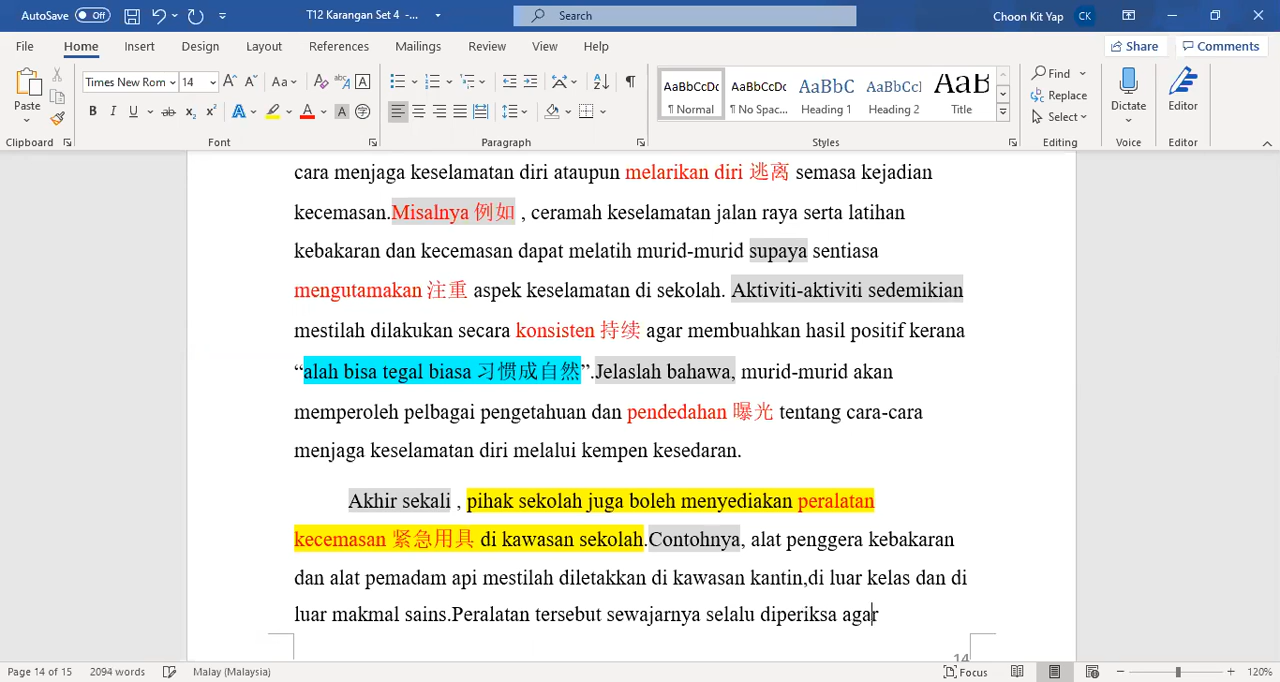 AutoSave Off T12 Karangan Set 4 -... Search Choon Kit Yap CK
File Home Insert Design Layout References Mailings Review View Help Share Comments
Paste Times New Rom 14 A A Aa A
B I U ab x₂ x² A A A
AaBbCcDc AaBbCcDc AaBbC AaBbCcI AaB
¶ Normal ¶ No Spac... Heading 1 Heading 2 Title
Find Replace Select Dictate Editor
Clipboard Font Paragraph Styles Editing Voice Editor
cara menjaga keselamatan diri ataupun melarikan diri 逃离 semasa kejadian
kecemasan.Misalnya 例如 , ceramah keselamatan jalan raya serta latihan
kebakaran dan kecemasan dapat melatih murid-murid supaya sentiasa
mengutamakan 注重 aspek keselamatan di sekolah. Aktiviti-aktiviti sedemikian
mestilah dilakukan secara konsisten 持续 agar membuahkan hasil positif kerana
“alah bisa tegal biasa 习惯成自然”.Jelaslah bahawa, murid-murid akan
memperoleh pelbagai pengetahuan dan pendedahan 曝光 tentang cara-cara
menjaga keselamatan diri melalui kempen kesedaran.
Akhir sekali , pihak sekolah juga boleh menyediakan peralatan
kecemasan 紧急用具 di kawasan sekolah.Contohnya, alat penggera kebakaran
dan alat pemadam api mestilah diletakkan di kawasan kantin,di luar kelas dan di
luar makmal sains.Peralatan tersebut sewajarnya selalu diperiksa agar
14
Page 14 of 15 2094 words Malay (Malaysia) Focus 120%